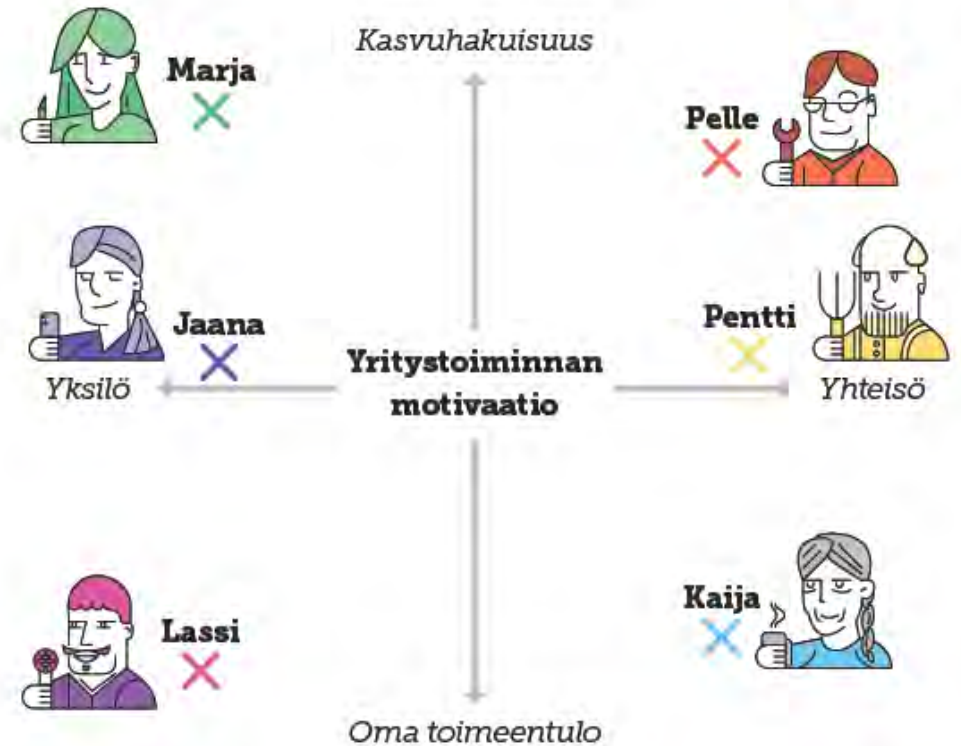 Kasvuhakuisuus
Marja
Pelle
Jaana
Pentti
Yksilö
Yritystoiminnan
motivaatio
Yhteisö
Lassi
Kaija
Oma toimeentulo